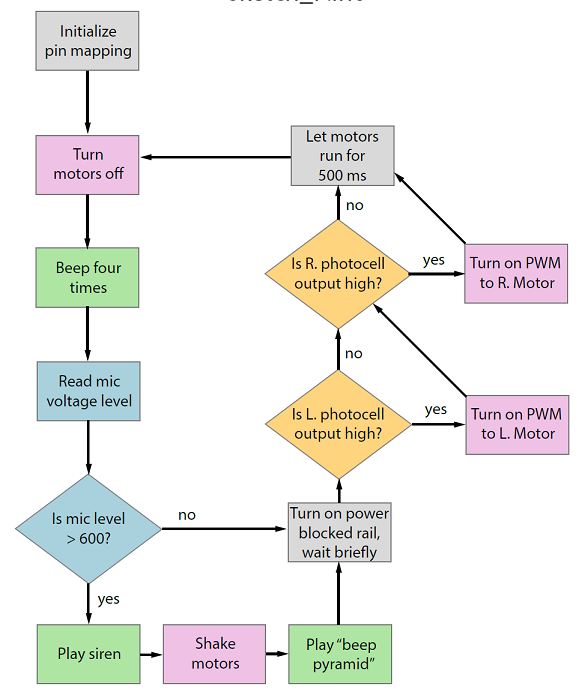 Initialize
pin mapping
Turn
motors off
Beep four
times
Read mic
voltage level
Is mic level
> 600?
no
yes
Play siren
Shake
motors
Play “beep
pyramid”
Turn on power
blocked rail,
wait briefly
Is L. photocell
output high?
yes
Turn on PWM
to L. Motor
no
Is R. photocell
output high?
yes
Turn on PWM
to R. Motor
no
Let motors
run for
500 ms